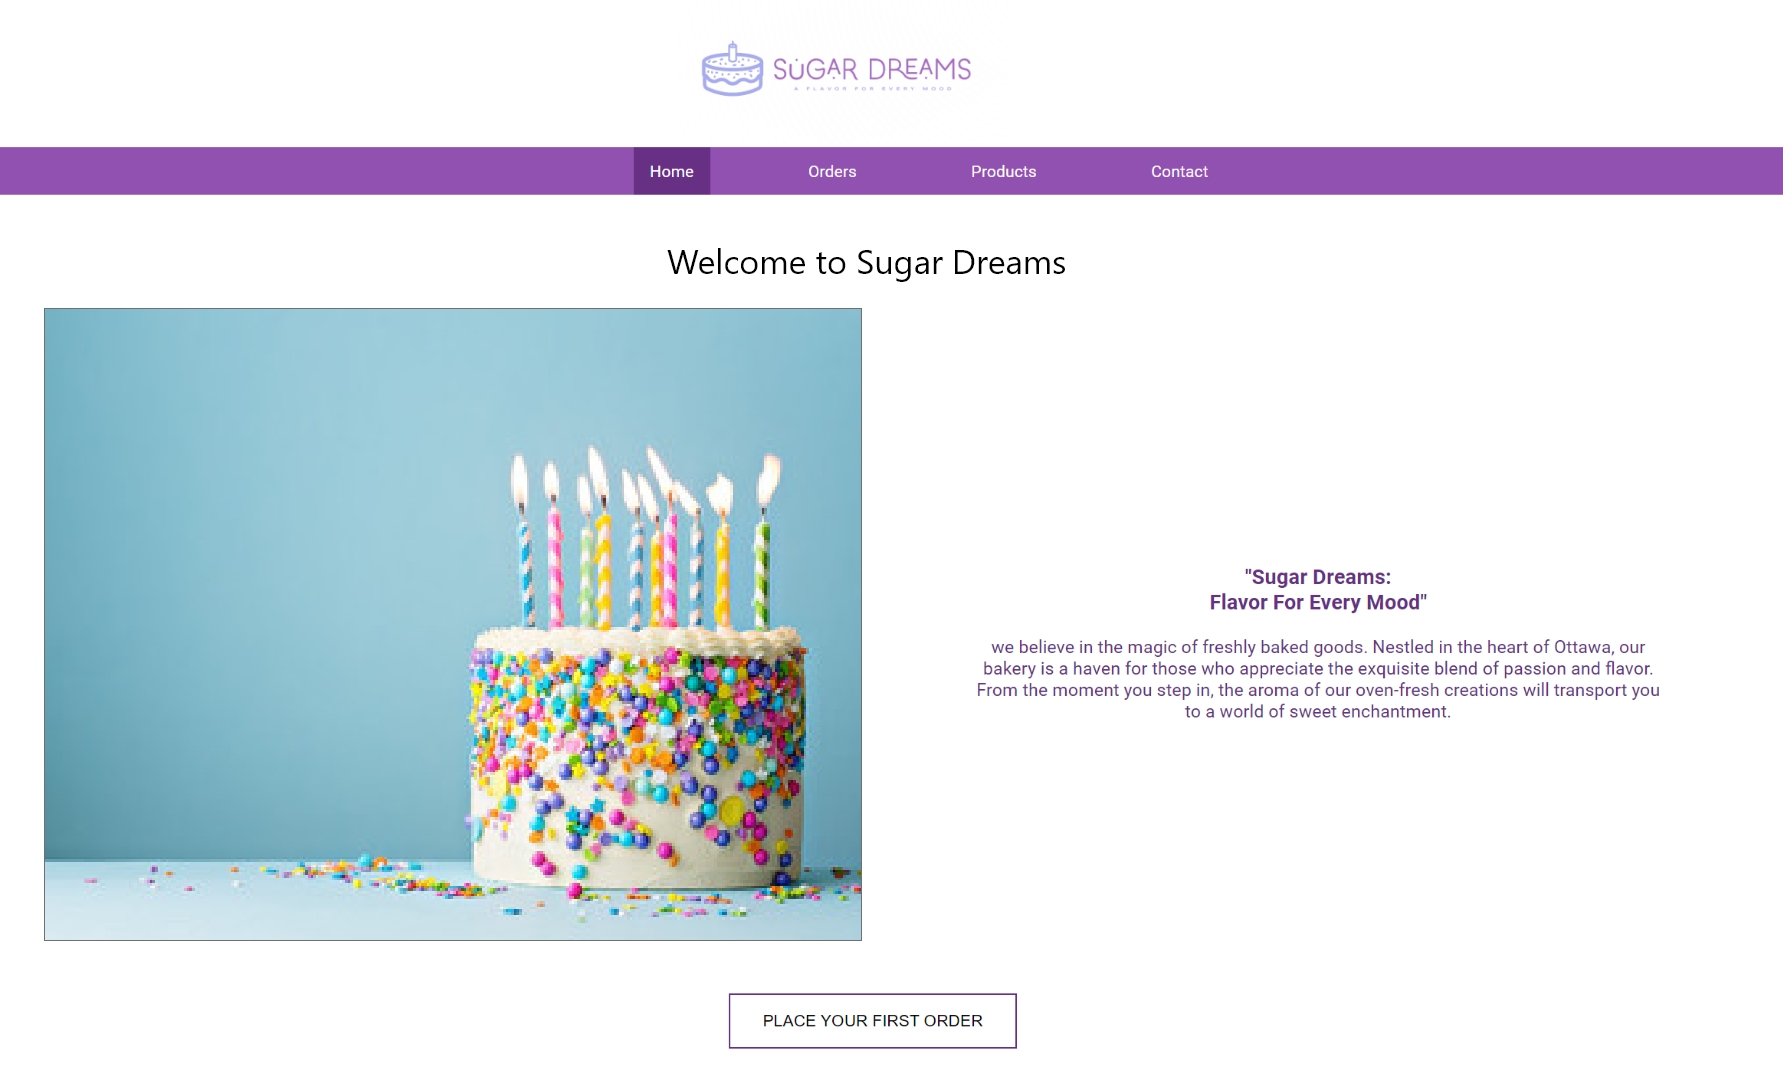 SUGAR DREAMS
A FLAVOR FOR EVERY MOOD
Home Orders Products Contact
Welcome to Sugar Dreams
"Sugar Dreams:
Flavor For Every Mood"
we believe in the magic of freshly baked goods. Nestled in the heart of Ottawa, our
bakery is a haven for those who appreciate the exquisite blend of passion and flavor.
From the moment you step in, the aroma of our oven-fresh creations will transport you
to a world of sweet enchantment.
PLACE YOUR FIRST ORDER